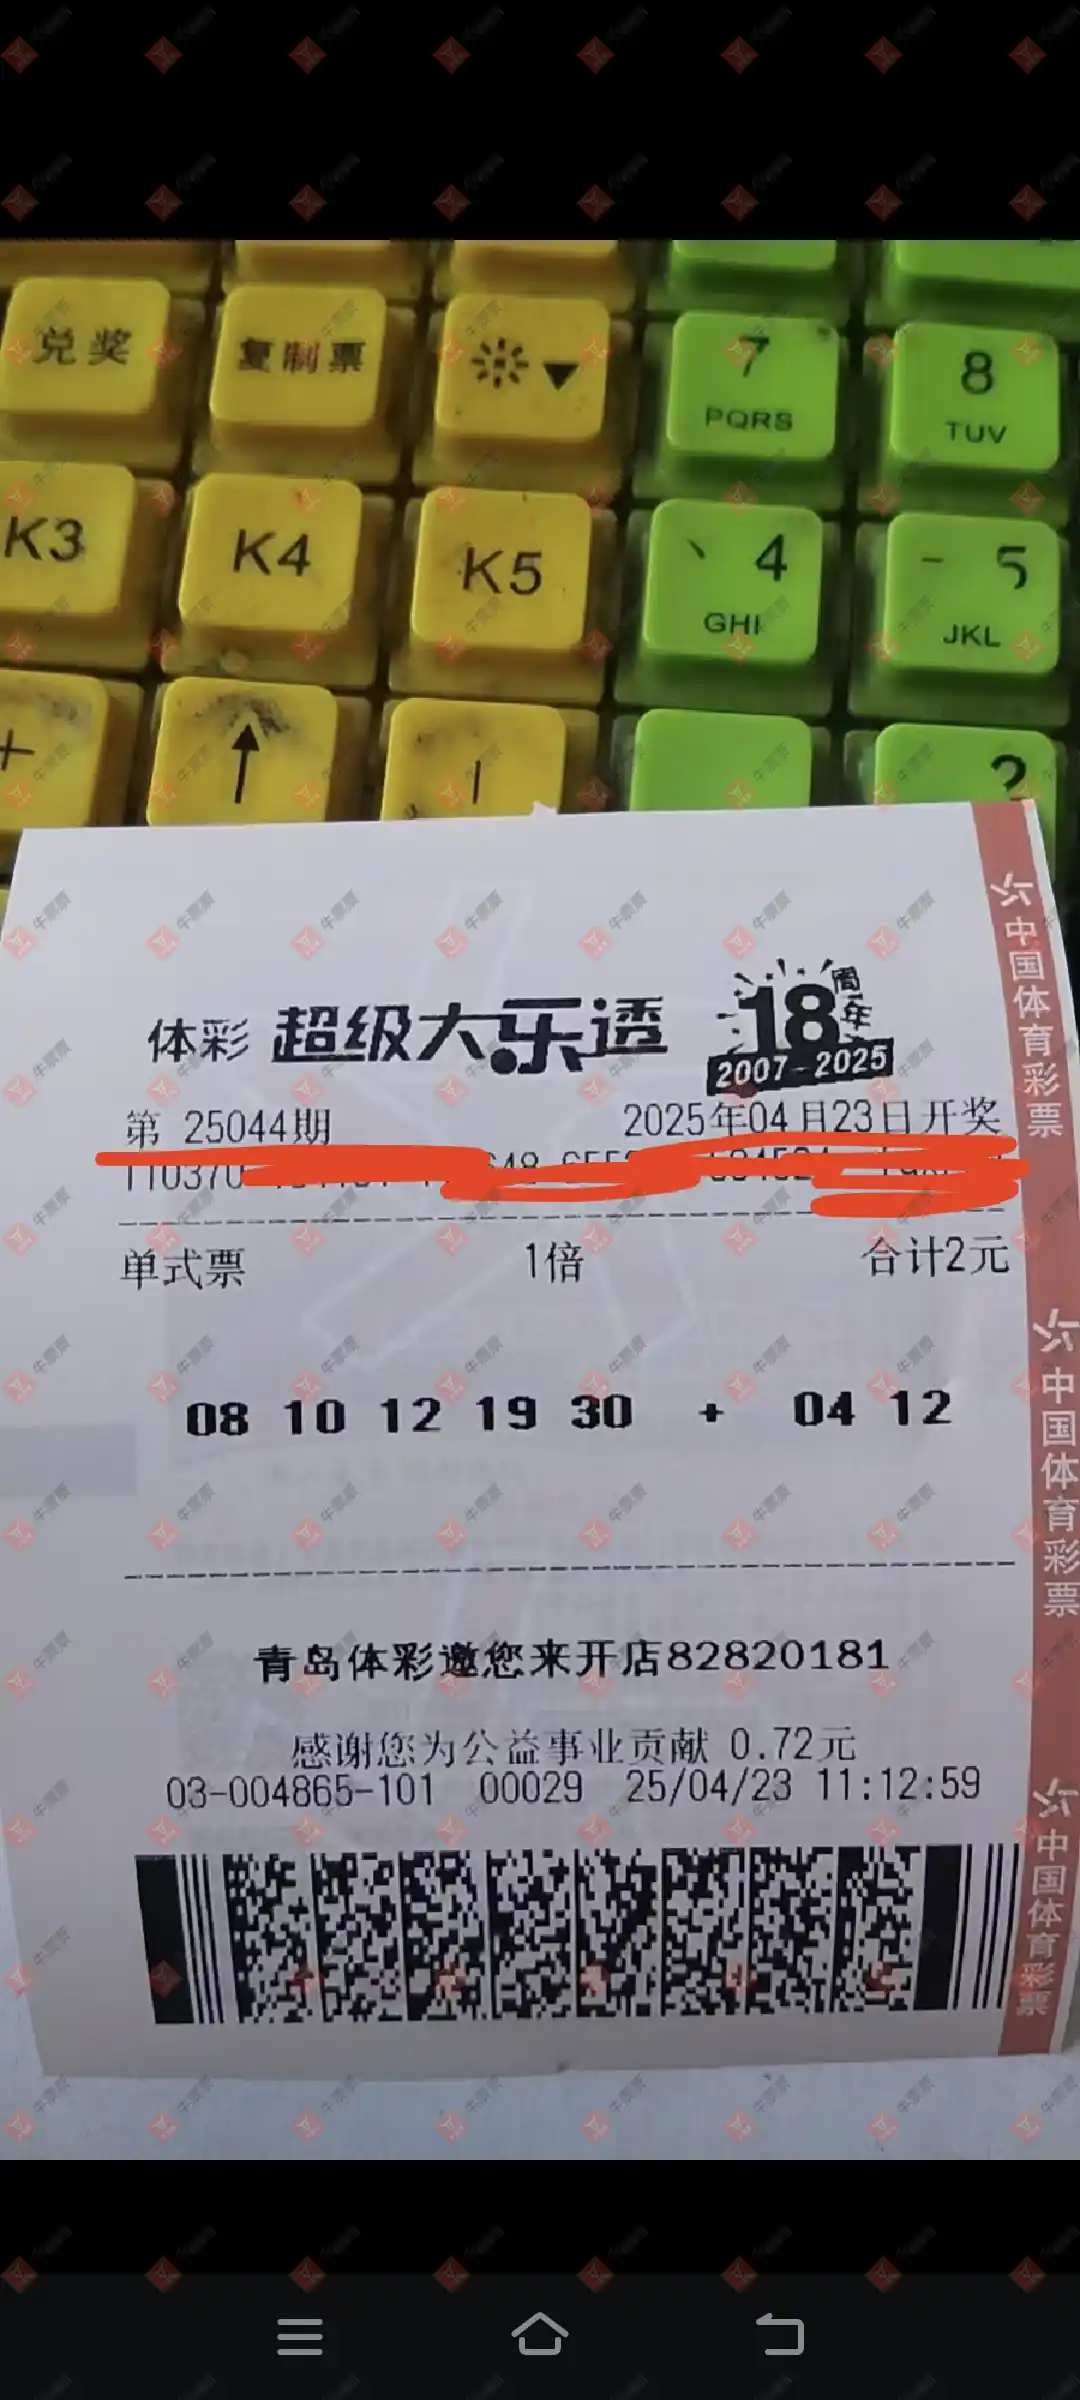 兑奖
复制票
▼
7
PQRS
8
TUV
K3
K4
K5
、 4
GHI
- 5
JKL
+
↑
2
体彩 超级大乐透 18周年
2007-2025
第 25044期 2025年04月23日开奖
110370
单式票 1倍 合计2元
08 10 12 19 30 + 04 12
青岛体彩邀您来开店82820181
感谢您为公益事业贡献 0.72元
03-004865-101 00029 25/04/23 11:12:59
中国体育彩票
中国体育彩票
中国体育彩票
牛票票